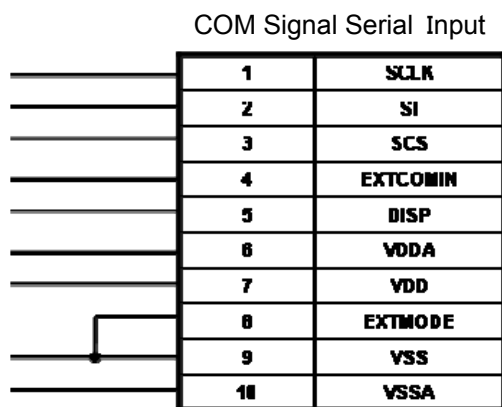 COM Signal Serial Input
1 SCLK
2 SI
3 SCS
4 EXTCOMIN
5 DISP
6 VDDA
7 VDD
8 EXTMODE
9 VSS
10 VSSA